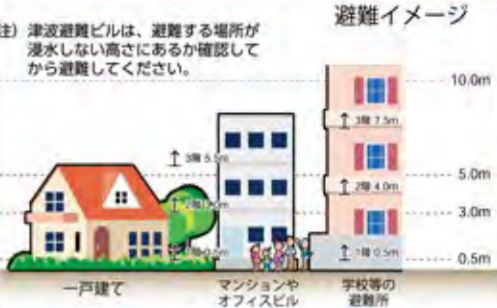 避難イメージ
注) 津波避難ビルは、避難する場所が
浸水しない高さにあるか確認して
から避難してください。
10.0m
5.0m
3.0m
0.5m
3階 7.5m
2階 4.0m
1階 0.5m
3階 5.5m
一戸建て
マンションや
オフィスビル
学校等の
避難所